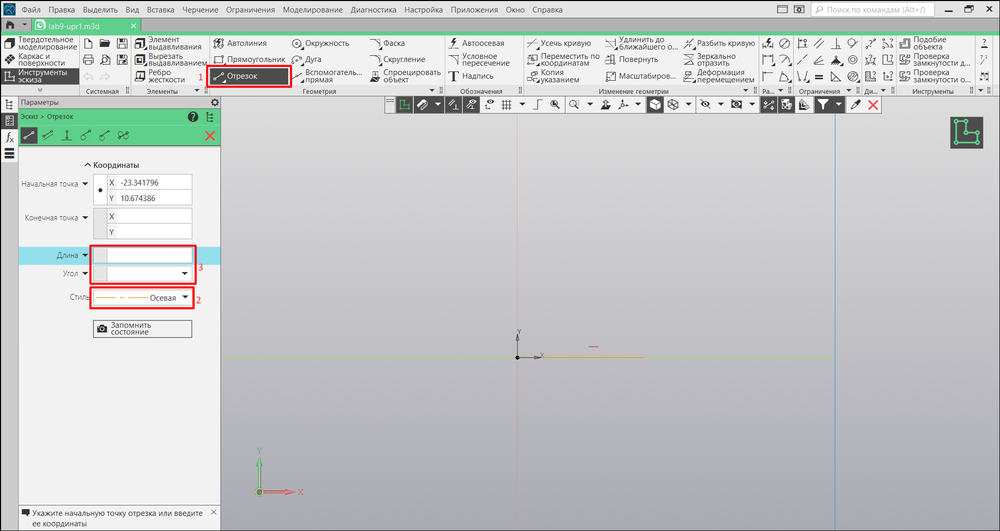 Файл Правка Выделить Вид Вставка Черчение Ограничения Моделирование Диагностика Настройка Приложения Окно Справка
Поиск по командам (Alt+/)
lab9-upr1.m3d
Твердотельное
моделирование
Каркас и
поверхности
Инструменты
эскиза
Системная
Элемент
выдавливания
Вырезать
выдавливанием
Ребро
жесткости
Элементы
Автолиния
Прямоугольник
1
Отрезок
Окружность
Дуга
Вспомогатель...
прямая
Фаска
Скругление
Спроецировать
объект
Геометрия
Автоосевая
Условное
пересечение
Надпись
Обозначения
Усечь кривую
Переместить по
координатам
Копия
указанием
Удлинить до
ближайшего о...
Повернуть
Масштабиров...
Разбить кривую
Зеркально
отразить
Деформация
перемещением
Изменение геометрии
Ра...
Ограничения
Ди...
Подобие
объекта
Проверка
замкнутости д...
Проверка
замкнутости о...
Инструменты
Параметры
Эскиз > Отрезок
Координаты
Начальная точка
X -23.341796
Y 10.674386
Конечная точка
X
Y
Длина
Угол
3
Стиль
Осевая
2
Запомнить
состояние
Y
X
Y
X
Укажите начальную точку отрезка или введите
ее координаты